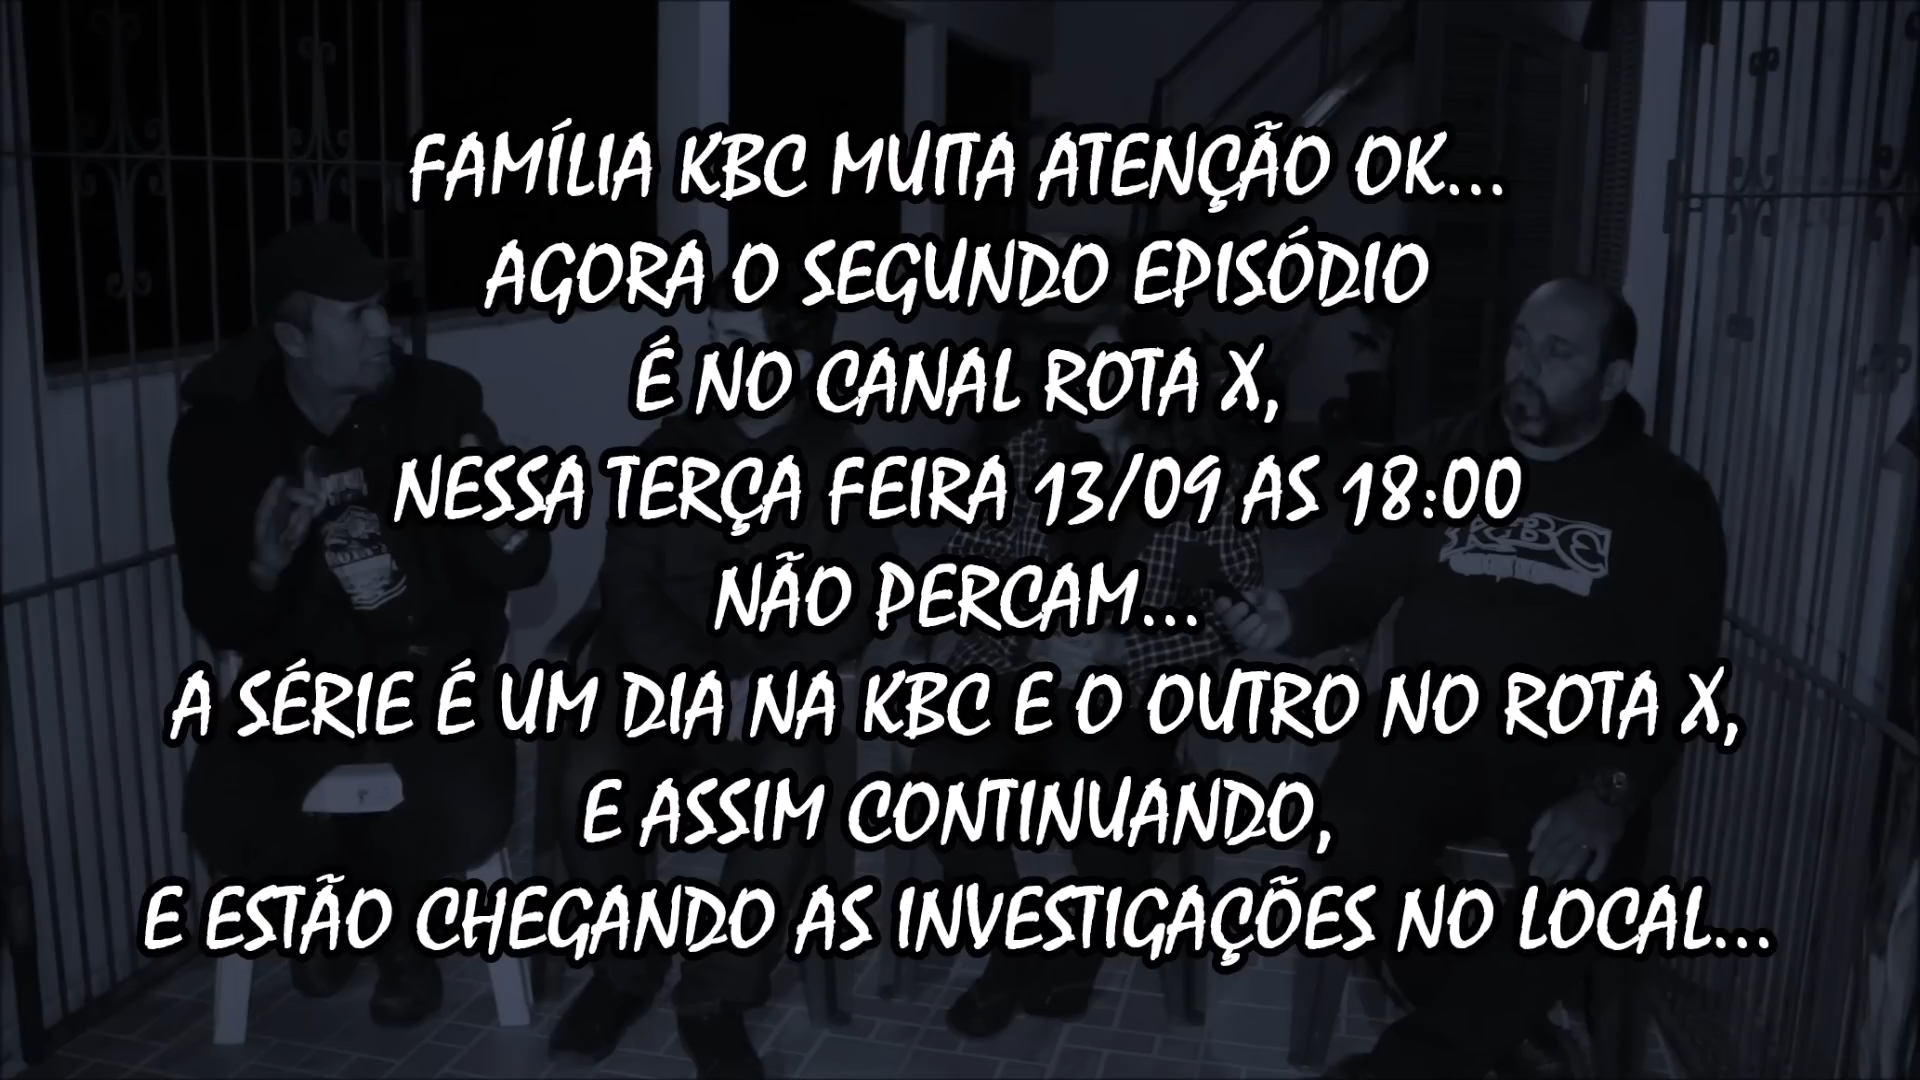 FAMÍLIA KBC MUITA ATENÇÃO OK...
AGORA O SEGUNDO EPISÓDIO
É NO CANAL ROTA X,
NESSA TERÇA FEIRA 13/09 AS 18:00
NÃO PERCAM...
A SÉRIE É UM DIA NA KBC E O OUTRO NO ROTA X,
E ASSIM CONTINUANDO,
E ESTÃO CHEGANDO AS INVESTIGAÇÕES NO LOCAL...
KBC